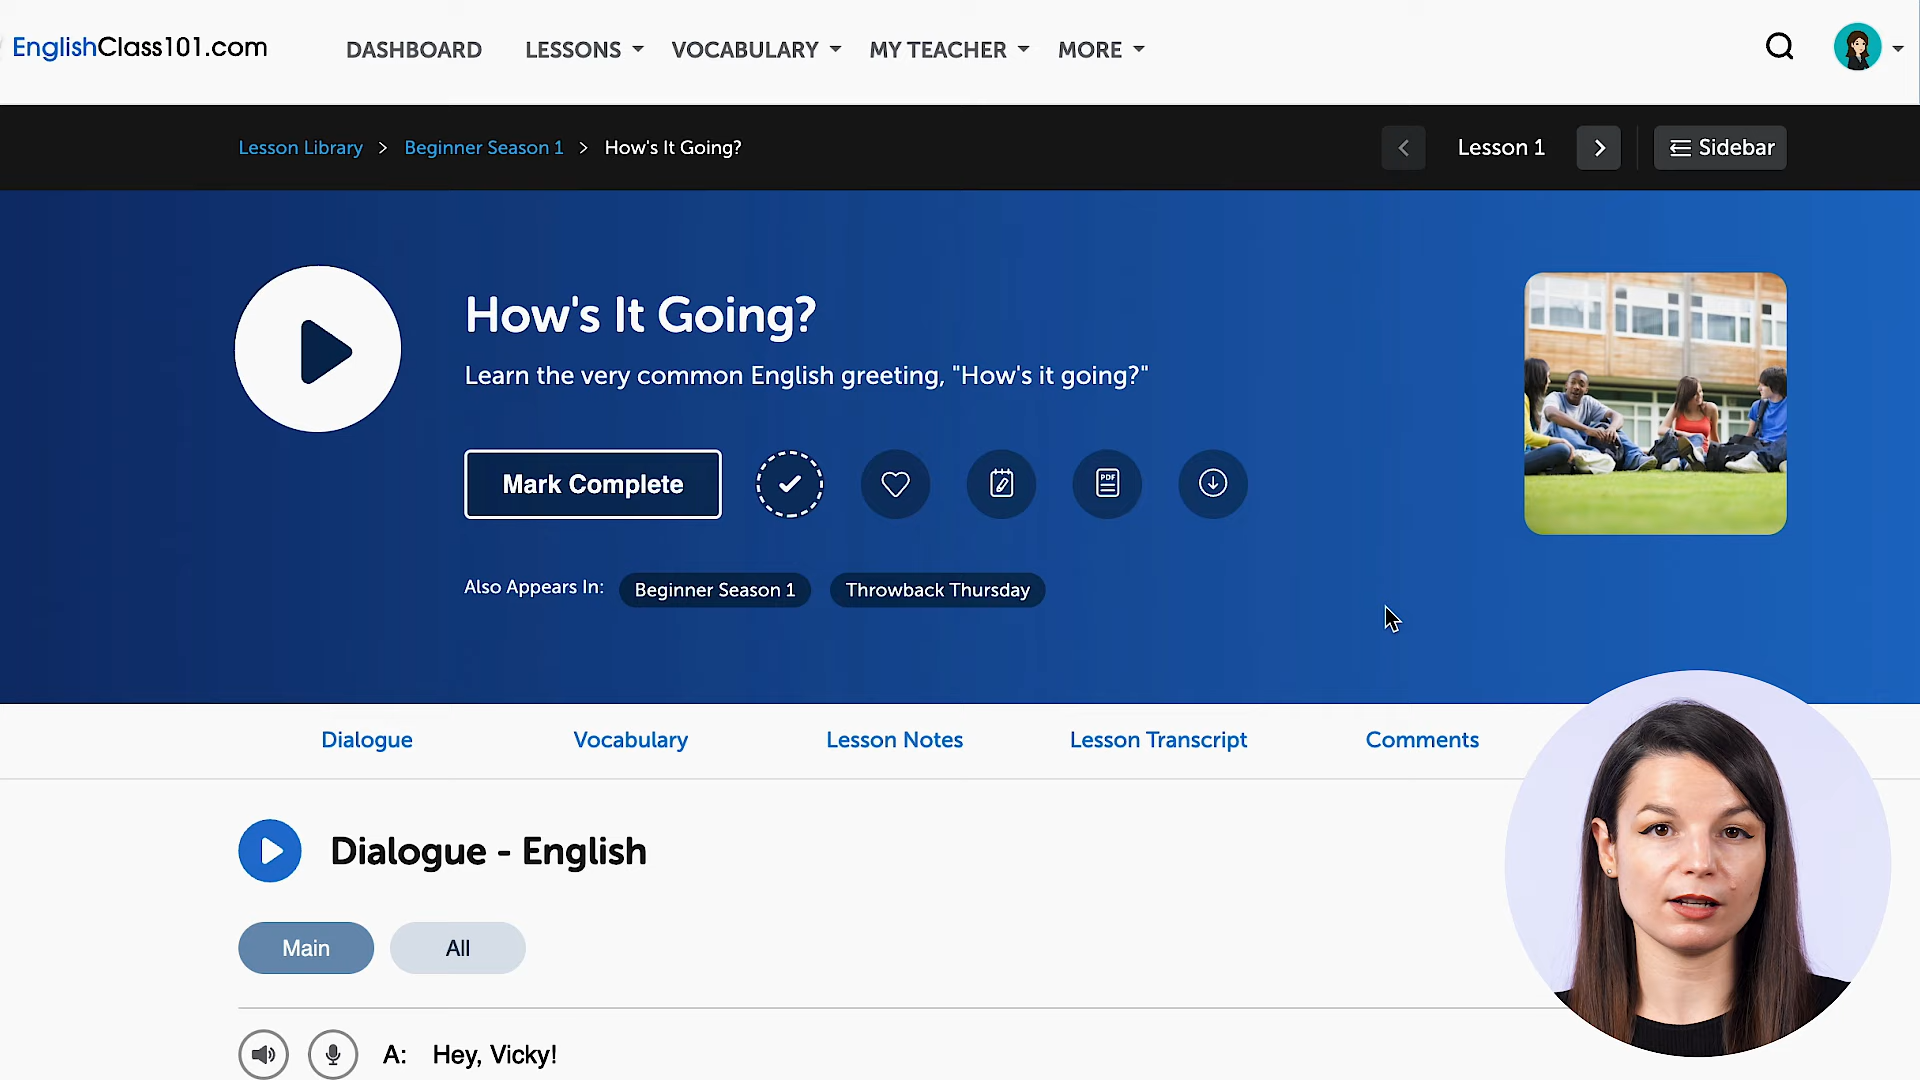 EnglishClass101.com
DASHBOARD LESSONS VOCABULARY MY TEACHER MORE
Lesson Library > Beginner Season 1 > How's It Going?
< Lesson 1 > Sidebar
How's It Going?
Learn the very common English greeting, "How's it going?"
Mark Complete
PDF
Also Appears In: Beginner Season 1 Throwback Thursday
Dialogue Vocabulary Lesson Notes Lesson Transcript Comments
Dialogue - English
Main All
A: Hey, Vicky!